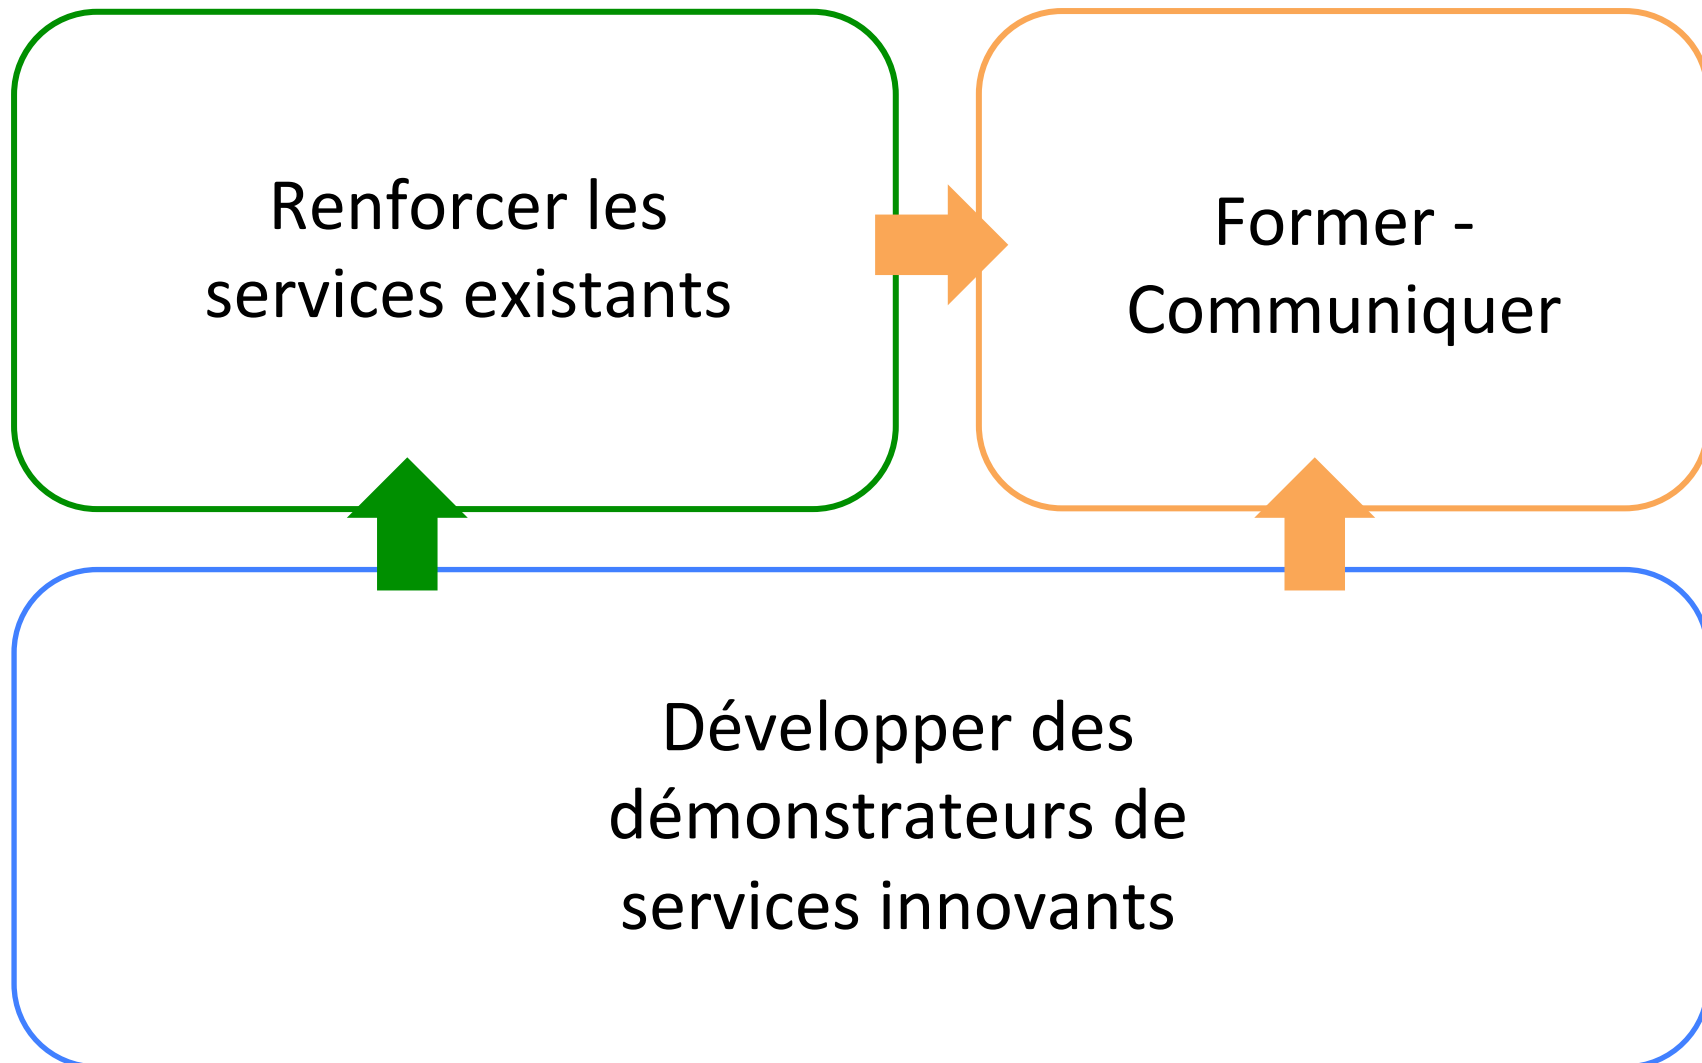 Renforcer les
services existants
Former -
Communiquer
Développer des
démonstrateurs de
services innovants